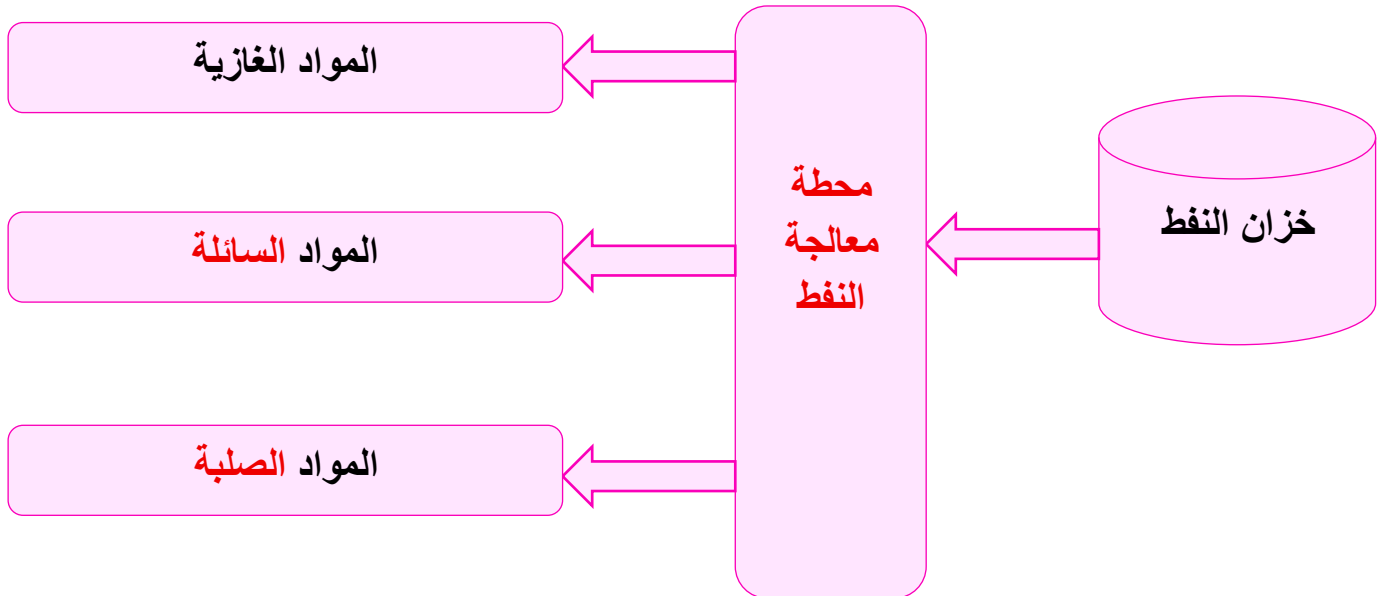 خزان النفط
محطة
معالجة
النفط
المواد الغازية
المواد السائلة
المواد الصلبة